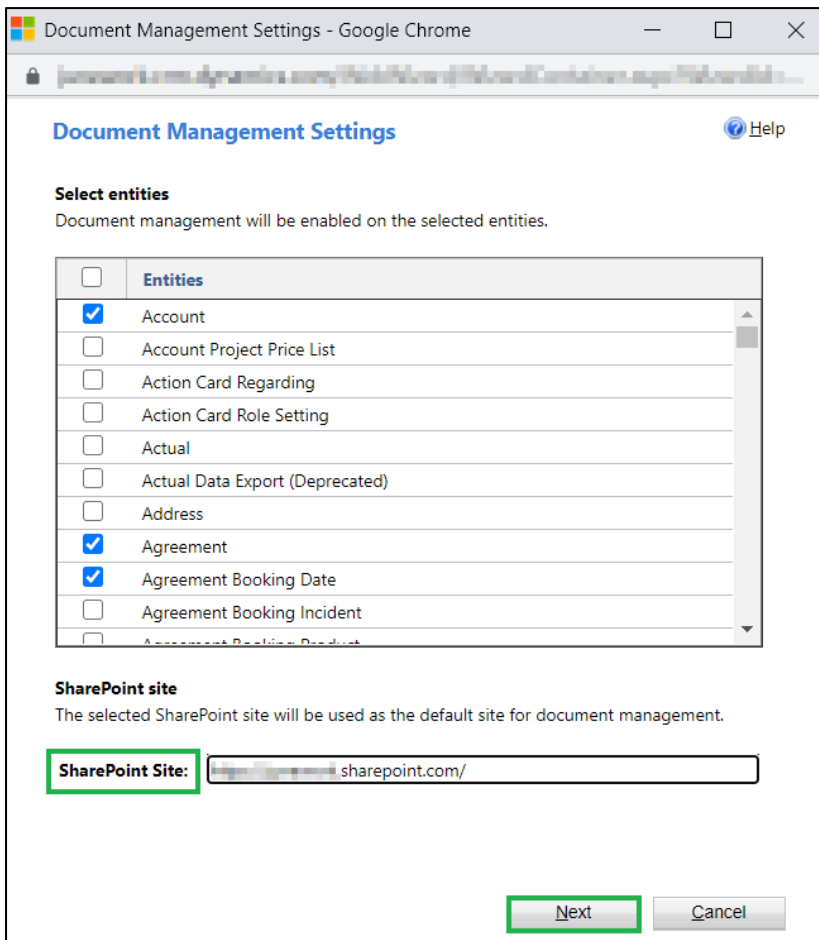 Document Management Settings - Google Chrome
Document Management Settings
Help
Select entities
Document management will be enabled on the selected entities.
Entities
Account
Account Project Price List
Action Card Regarding
Action Card Role Setting
Actual
Actual Data Export (Deprecated)
Address
Agreement
Agreement Booking Date
Agreement Booking Incident
Agreement Booking Product
SharePoint site
The selected SharePoint site will be used as the default site for document management.
SharePoint Site: .sharepoint.com/
Next Cancel